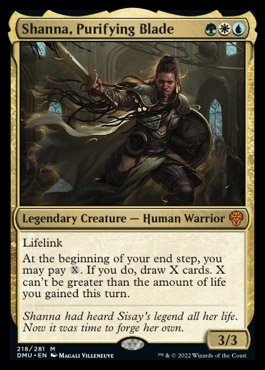 Shanna, Purifying Blade
Legendary Creature — Human Warrior
Lifelink
At the beginning of your end step, you
may pay X. If you do, draw X cards. X
can't be greater than the amount of life
you gained this turn.
Shanna had heard Sisay's legend all her life.
Now it was time to forge her own.
3/3
218/281 M
DMU • EN MAGALI VILLENEUVE
™ & © 2022 Wizards of the Coast